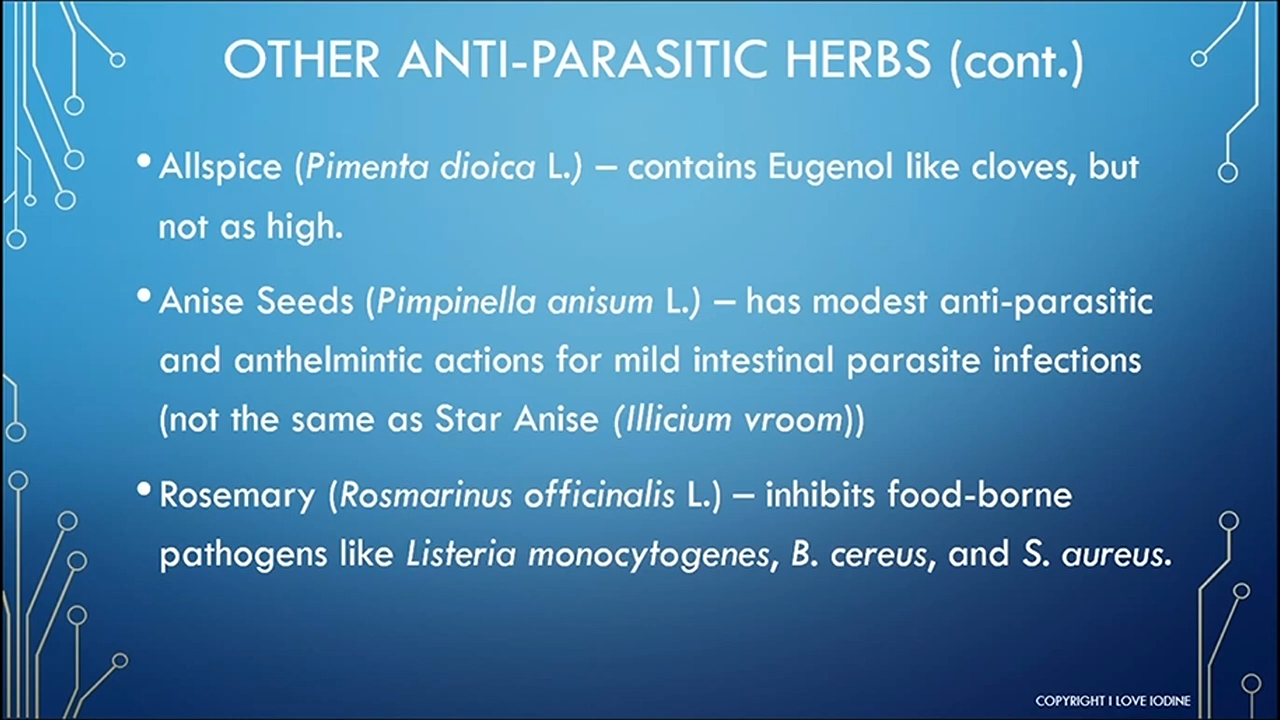 OTHER ANTI-PARASITIC HERBS (cont.)
• Allspice (Pimenta dioica L.) – contains Eugenol like cloves, but
not as high.
• Anise Seeds (Pimpinella anisum L.) – has modest anti-parasitic
and anthelmintic actions for mild intestinal parasite infections
(not the same as Star Anise (Illicium vroom))
• Rosemary (Rosmarinus officinalis L.) – inhibits food-borne
pathogens like Listeria monocytogenes, B. cereus, and S. aureus.
COPYRIGHT I LOVE IODINE